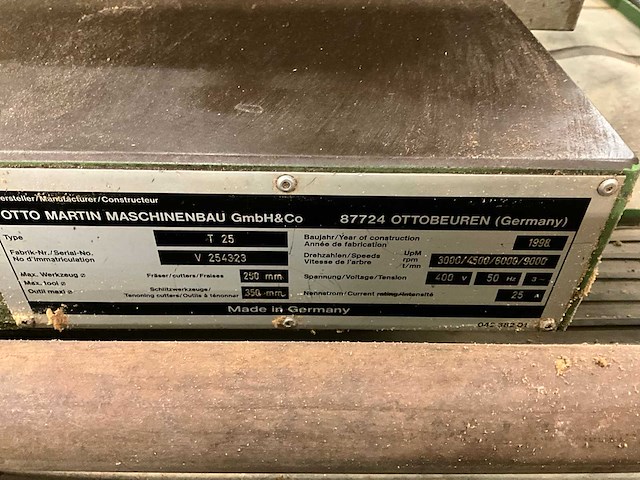 Hersteller/Manufacturer/Constructeur
OTTO MARTIN MASCHINENBAU GmbH&Co 87724 OTTOBEUREN (Germany)
Type T 25
Fabrik-Nr./Serial-No.
No d'immatriculation V 254323
Max. Werkzeug ⌀
Max. tool ⌀
Outil maxi ⌀
Fräser/cutters/Freises 250 mm
Schlitzwerkzeuge/
Tenoning cutters/Outils à ténonner 350 mm
Baujahr/Year of construction
Année de fabrication 1998
Drehzahlen/Speeds
Vitesse de l'arbre
UpM
rpm
t/mn
3000/4500/6000/9000
Spannung/Voltage/Tension 400 V 50 Hz 3~
Nennstrom/Current rating/Intensité 25 A
Made in Germany
042 382 01